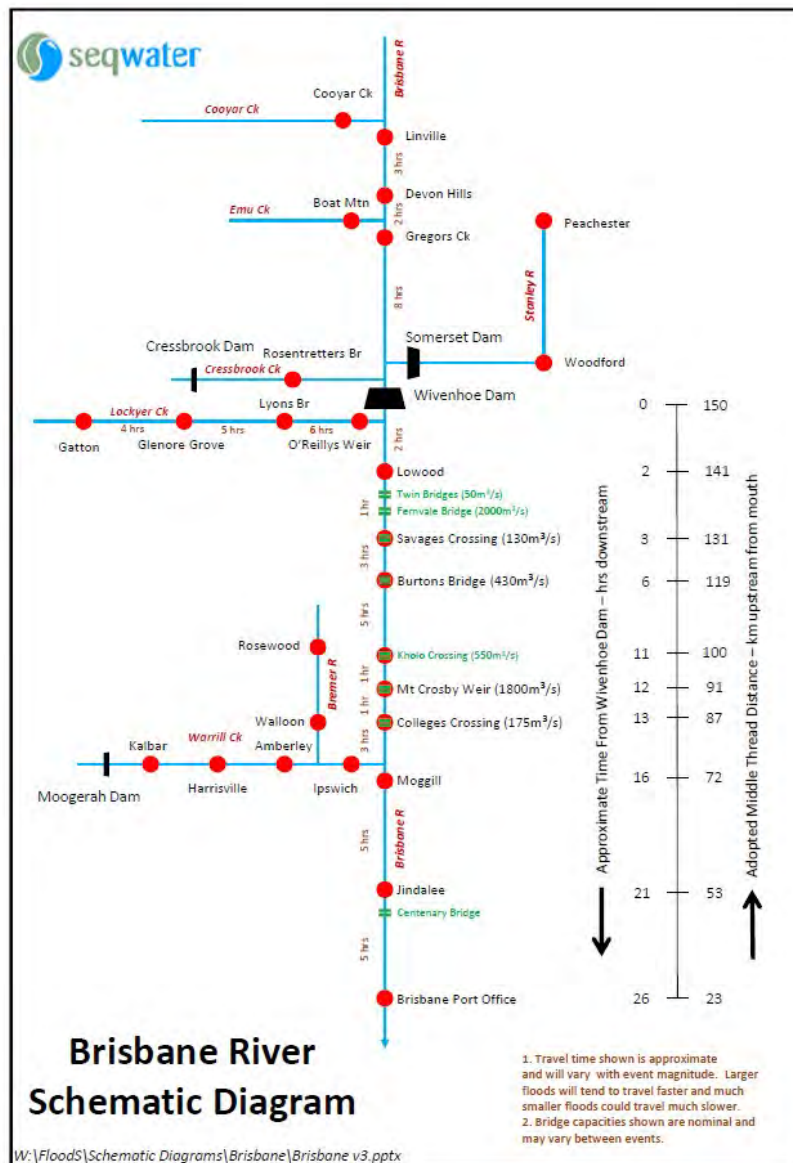 seqwater
Brisbane R
Cooyar Ck
Cooyar Ck
Linville
3 hrs
Devon Hills
Boat Mtn
Emu Ck
2 hrs
Gregors Ck
Peachester
Stanley R
8 hrs
Somerset Dam
Cressbrook Dam
Rosentretters Br
Cressbrook Ck
Woodford
Wivenhoe Dam
0 150
Lyons Br
Lockyer Ck
4 hrs 5 hrs 6 hrs
Gatton Glenore Grove O'Reillys Weir
2 hrs
Lowood
2 141
Twin Bridges (50m³/s)
1 hr
Fernvale Bridge (2000m³/s)
Savages Crossing (130m³/s)
3 131
3 hrs
Burtons Bridge (430m³/s)
6 119
5 hrs
Rosewood
Kholo Crossing (550m³/s)
11 100
Bremer R
1 hr
Mt Crosby Weir (1800m³/s)
12 91
1 hr
Walloon
Colleges Crossing (175m³/s)
13 87
Warrill Ck
3 hrs
Kalbar Amberley
Harrisville Ipswich
Moogerah Dam
Moggill
16 72
Approximate Time From Wivenhoe Dam – hrs downstream
Adopted Middle Thread Distance – km upstream from mouth
5 hrs
Brisbane R
Jindalee
21 53
Centenary Bridge
5 hrs
Brisbane Port Office
26 23
Brisbane River
Schematic Diagram
1. Travel time shown is approximate
and will vary with event magnitude. Larger
floods will tend to travel faster and much
smaller floods could travel much slower.
2. Bridge capacities shown are nominal and
may vary between events.
W:\FloodS\Schematic Diagrams\Brisbane\Brisbane v3.pptx